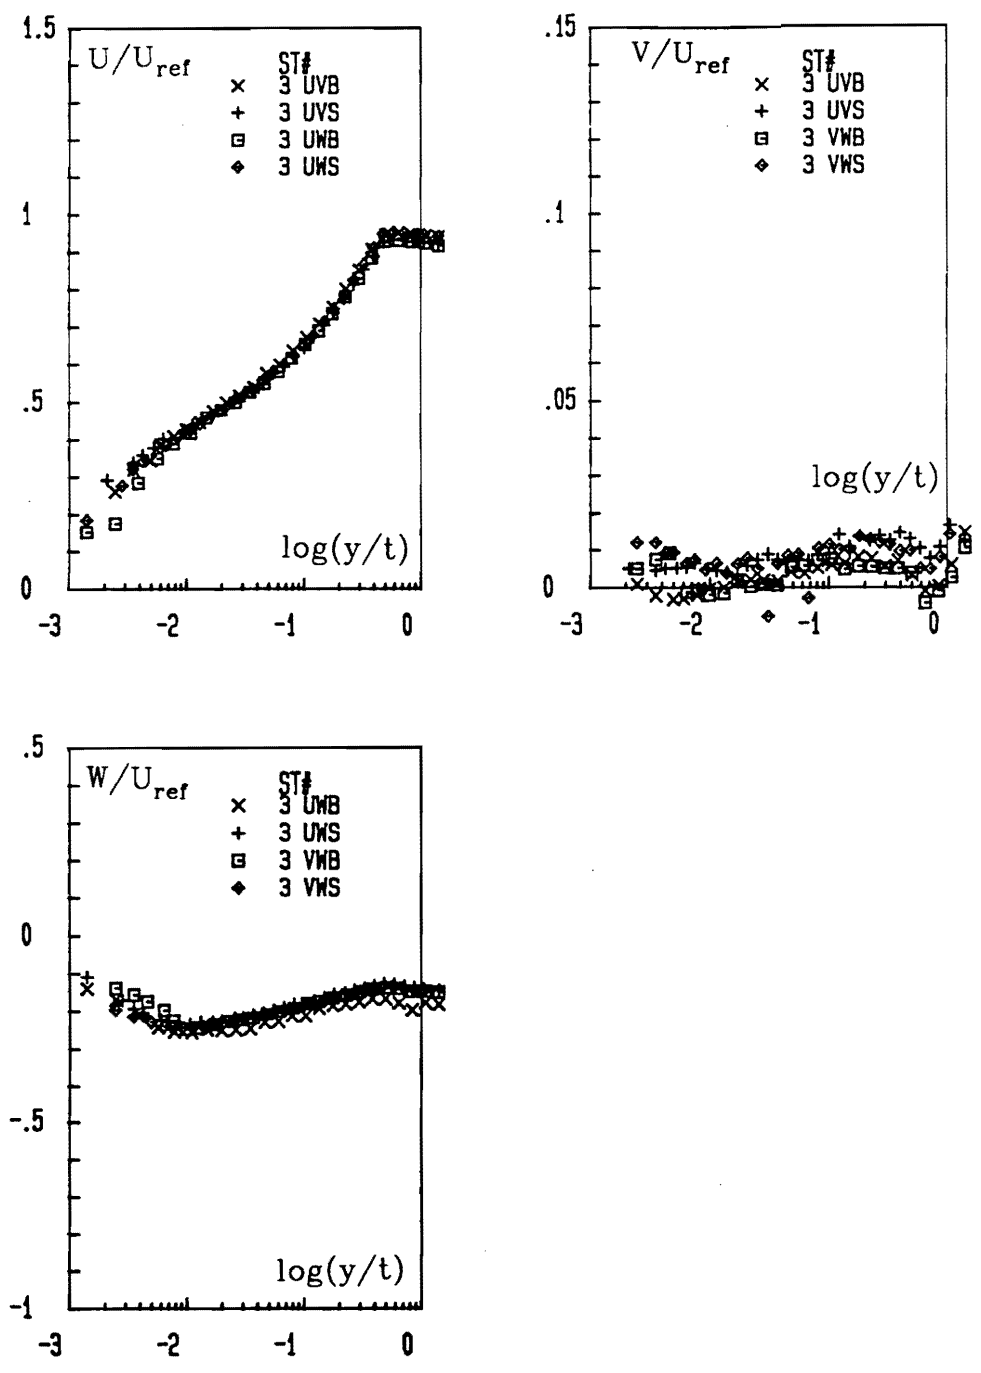 1.5
U/U_ref
ST#
× 3 UVB
+ 3 UVS
⊡ 3 UWB
◈ 3 UWS
1
.5
log(y/t)
0
-3 -2 -1 0
.15
V/U_ref
ST#
× 3 UVB
+ 3 UVS
⊡ 3 VWB
◈ 3 VWS
.1
.05
log(y/t)
0
-3 -2 -1 0
.5
W/U_ref
ST#
× 3 UWB
+ 3 UWS
⊡ 3 VWB
◈ 3 VWS
0
-.5
log(y/t)
-1
-3 -2 -1 0